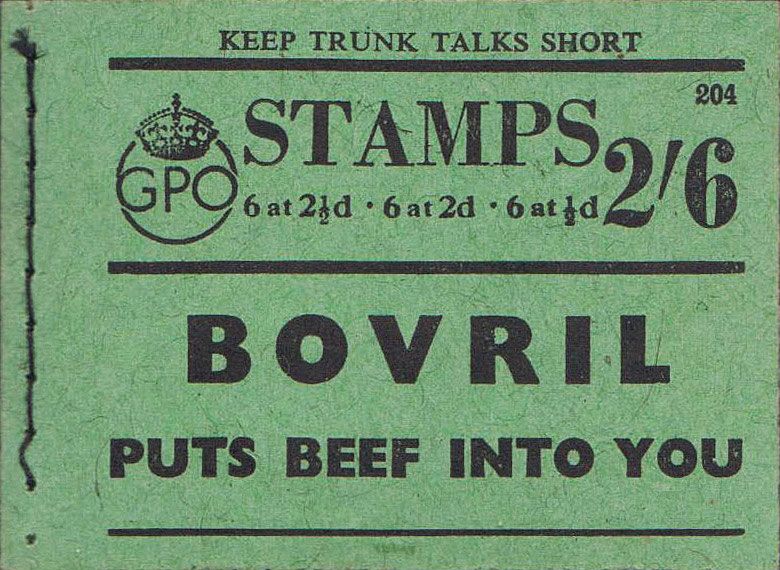 KEEP TRUNK TALKS SHORT
204
STAMPS 2/6
GPO
6 at 2½d · 6 at 2d · 6 at ½d
BOVRIL
PUTS BEEF INTO YOU